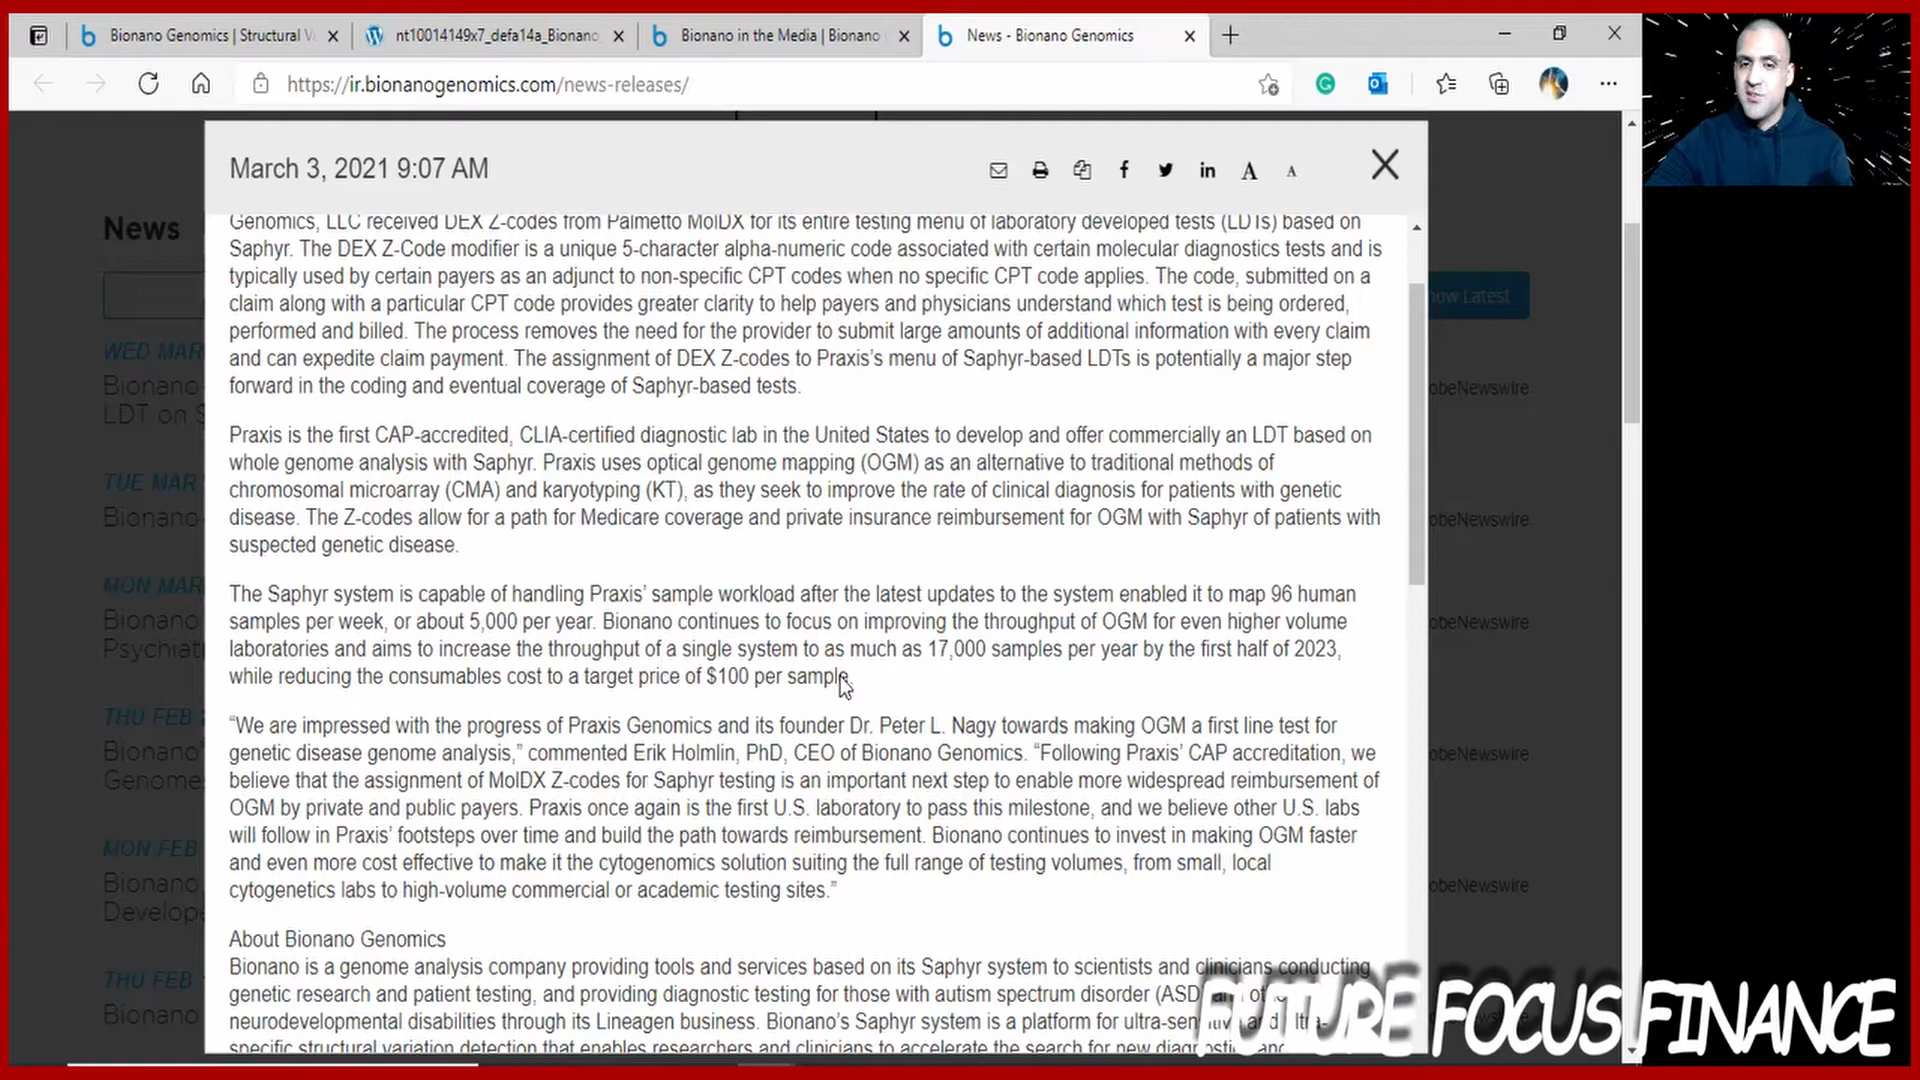 Bionano Genomics | Structural V
nt10014149x7_defa14a_Bionano
Bionano in the Media | Bionano
News - Bionano Genomics
https://ir.bionanogenomics.com/news-releases/
March 3, 2021 9:07 AM
A A
News
Show Latest
Genomics, LLC received DEX Z-codes from Palmetto MolDX for its entire testing menu of laboratory developed tests (LDTs) based on
Saphyr. The DEX Z-Code modifier is a unique 5-character alpha-numeric code associated with certain molecular diagnostics tests and is
typically used by certain payers as an adjunct to non-specific CPT codes when no specific CPT code applies. The code, submitted on a
claim along with a particular CPT code provides greater clarity to help payers and physicians understand which test is being ordered,
performed and billed. The process removes the need for the provider to submit large amounts of additional information with every claim
and can expedite claim payment. The assignment of DEX Z-codes to Praxis’s menu of Saphyr-based LDTs is potentially a major step
forward in the coding and eventual coverage of Saphyr-based tests.
Praxis is the first CAP-accredited, CLIA-certified diagnostic lab in the United States to develop and offer commercially an LDT based on
whole genome analysis with Saphyr. Praxis uses optical genome mapping (OGM) as an alternative to traditional methods of
chromosomal microarray (CMA) and karyotyping (KT), as they seek to improve the rate of clinical diagnosis for patients with genetic
disease. The Z-codes allow for a path for Medicare coverage and private insurance reimbursement for OGM with Saphyr of patients with
suspected genetic disease.
The Saphyr system is capable of handling Praxis’ sample workload after the latest updates to the system enabled it to map 96 human
samples per week, or about 5,000 per year. Bionano continues to focus on improving the throughput of OGM for even higher volume
laboratories and aims to increase the throughput of a single system to as much as 17,000 samples per year by the first half of 2023,
while reducing the consumables cost to a target price of $100 per sample.
“We are impressed with the progress of Praxis Genomics and its founder Dr. Peter L. Nagy towards making OGM a first line test for
genetic disease genome analysis,” commented Erik Holmlin, PhD, CEO of Bionano Genomics. “Following Praxis’ CAP accreditation, we
believe that the assignment of MolDX Z-codes for Saphyr testing is an important next step to enable more widespread reimbursement of
OGM by private and public payers. Praxis once again is the first U.S. laboratory to pass this milestone, and we believe other U.S. labs
will follow in Praxis’ footsteps over time and build the path towards reimbursement. Bionano continues to invest in making OGM faster
and even more cost effective to make it the cytogenomics solution suiting the full range of testing volumes, from small, local
cytogenetics labs to high-volume commercial or academic testing sites.”
About Bionano Genomics
Bionano is a genome analysis company providing tools and services based on its Saphyr system to scientists and clinicians conducting
genetic research and patient testing, and providing diagnostic testing for those with autism spectrum disorder (ASD)
neurodevelopmental disabilities through its Lineagen business. Bionano’s Saphyr system is a platform for ultra-sensitive and ultra-
specific structural variation detection that enables researchers and clinicians to accelerate the search for new
WED MAR
Bionano
LDT on S
obeNewswire
TUE MAR
Bionano
obeNewswire
MON MAR
Bionano
Psychiat
obeNewswire
THU FEB
Bionano’
Genome
obeNewswire
MON FEB
Bionano,
Develope
obeNewswire
THU FEB
Bionano
FUTURE FOCUS FINANCE